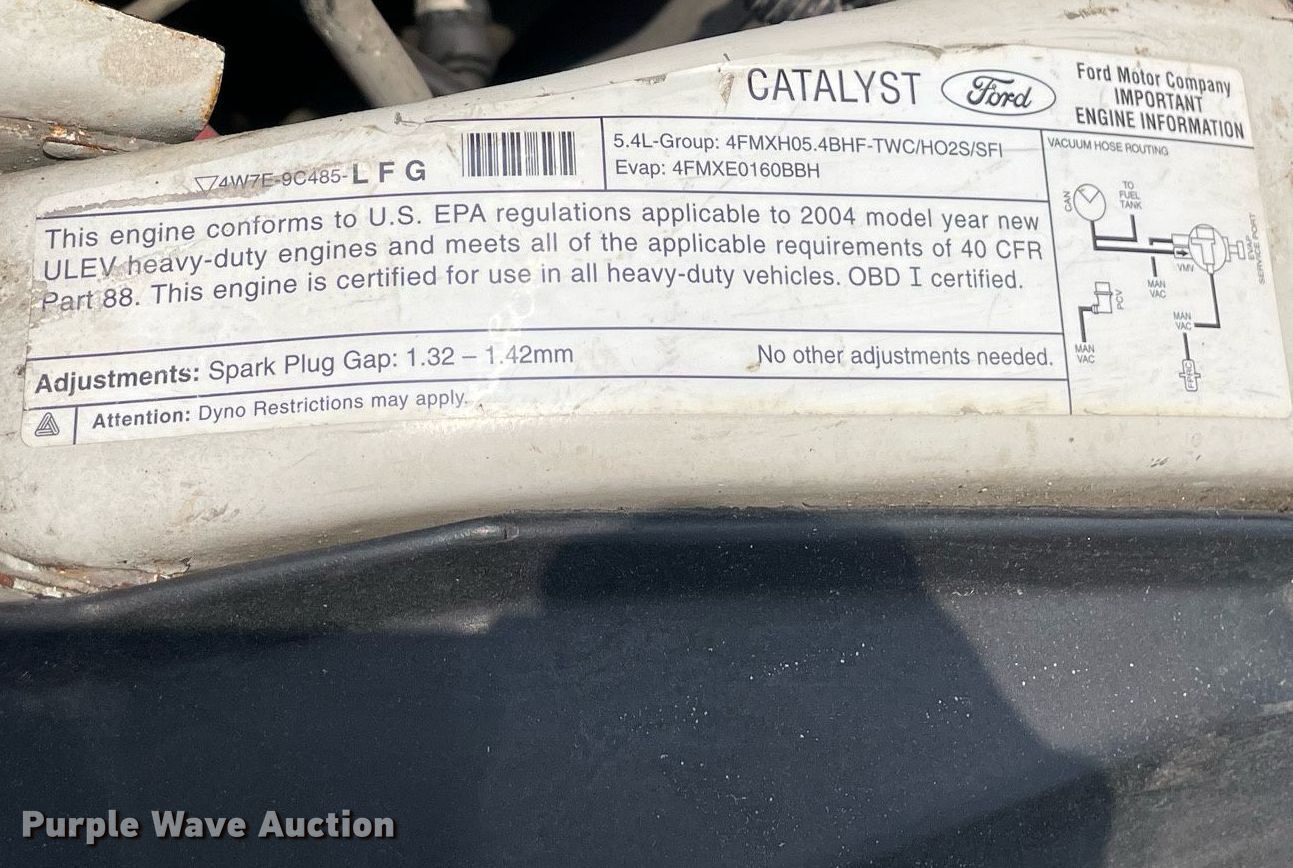 CATALYST
Ford
Ford Motor Company
IMPORTANT
ENGINE INFORMATION
4W7E-9C485-L F G
5.4L-Group: 4FMXH05.4BHF-TWC/HO2S/SFI
Evap: 4FMXE0160BBH
This engine conforms to U.S. EPA regulations applicable to 2004 model year new
ULEV heavy-duty engines and meets all of the applicable requirements of 40 CFR
Part 88. This engine is certified for use in all heavy-duty vehicles. OBD I certified.
Adjustments: Spark Plug Gap: 1.32 – 1.42mm
No other adjustments needed.
Attention: Dyno Restrictions may apply.
VACUUM HOSE ROUTING
CAN
TO
FUEL
TANK
EVAP
SERVICE PORT
VMV
MAN
VAC
PCV
MAN
VAC
MAN
VAC
FPRC
Purple Wave Auction